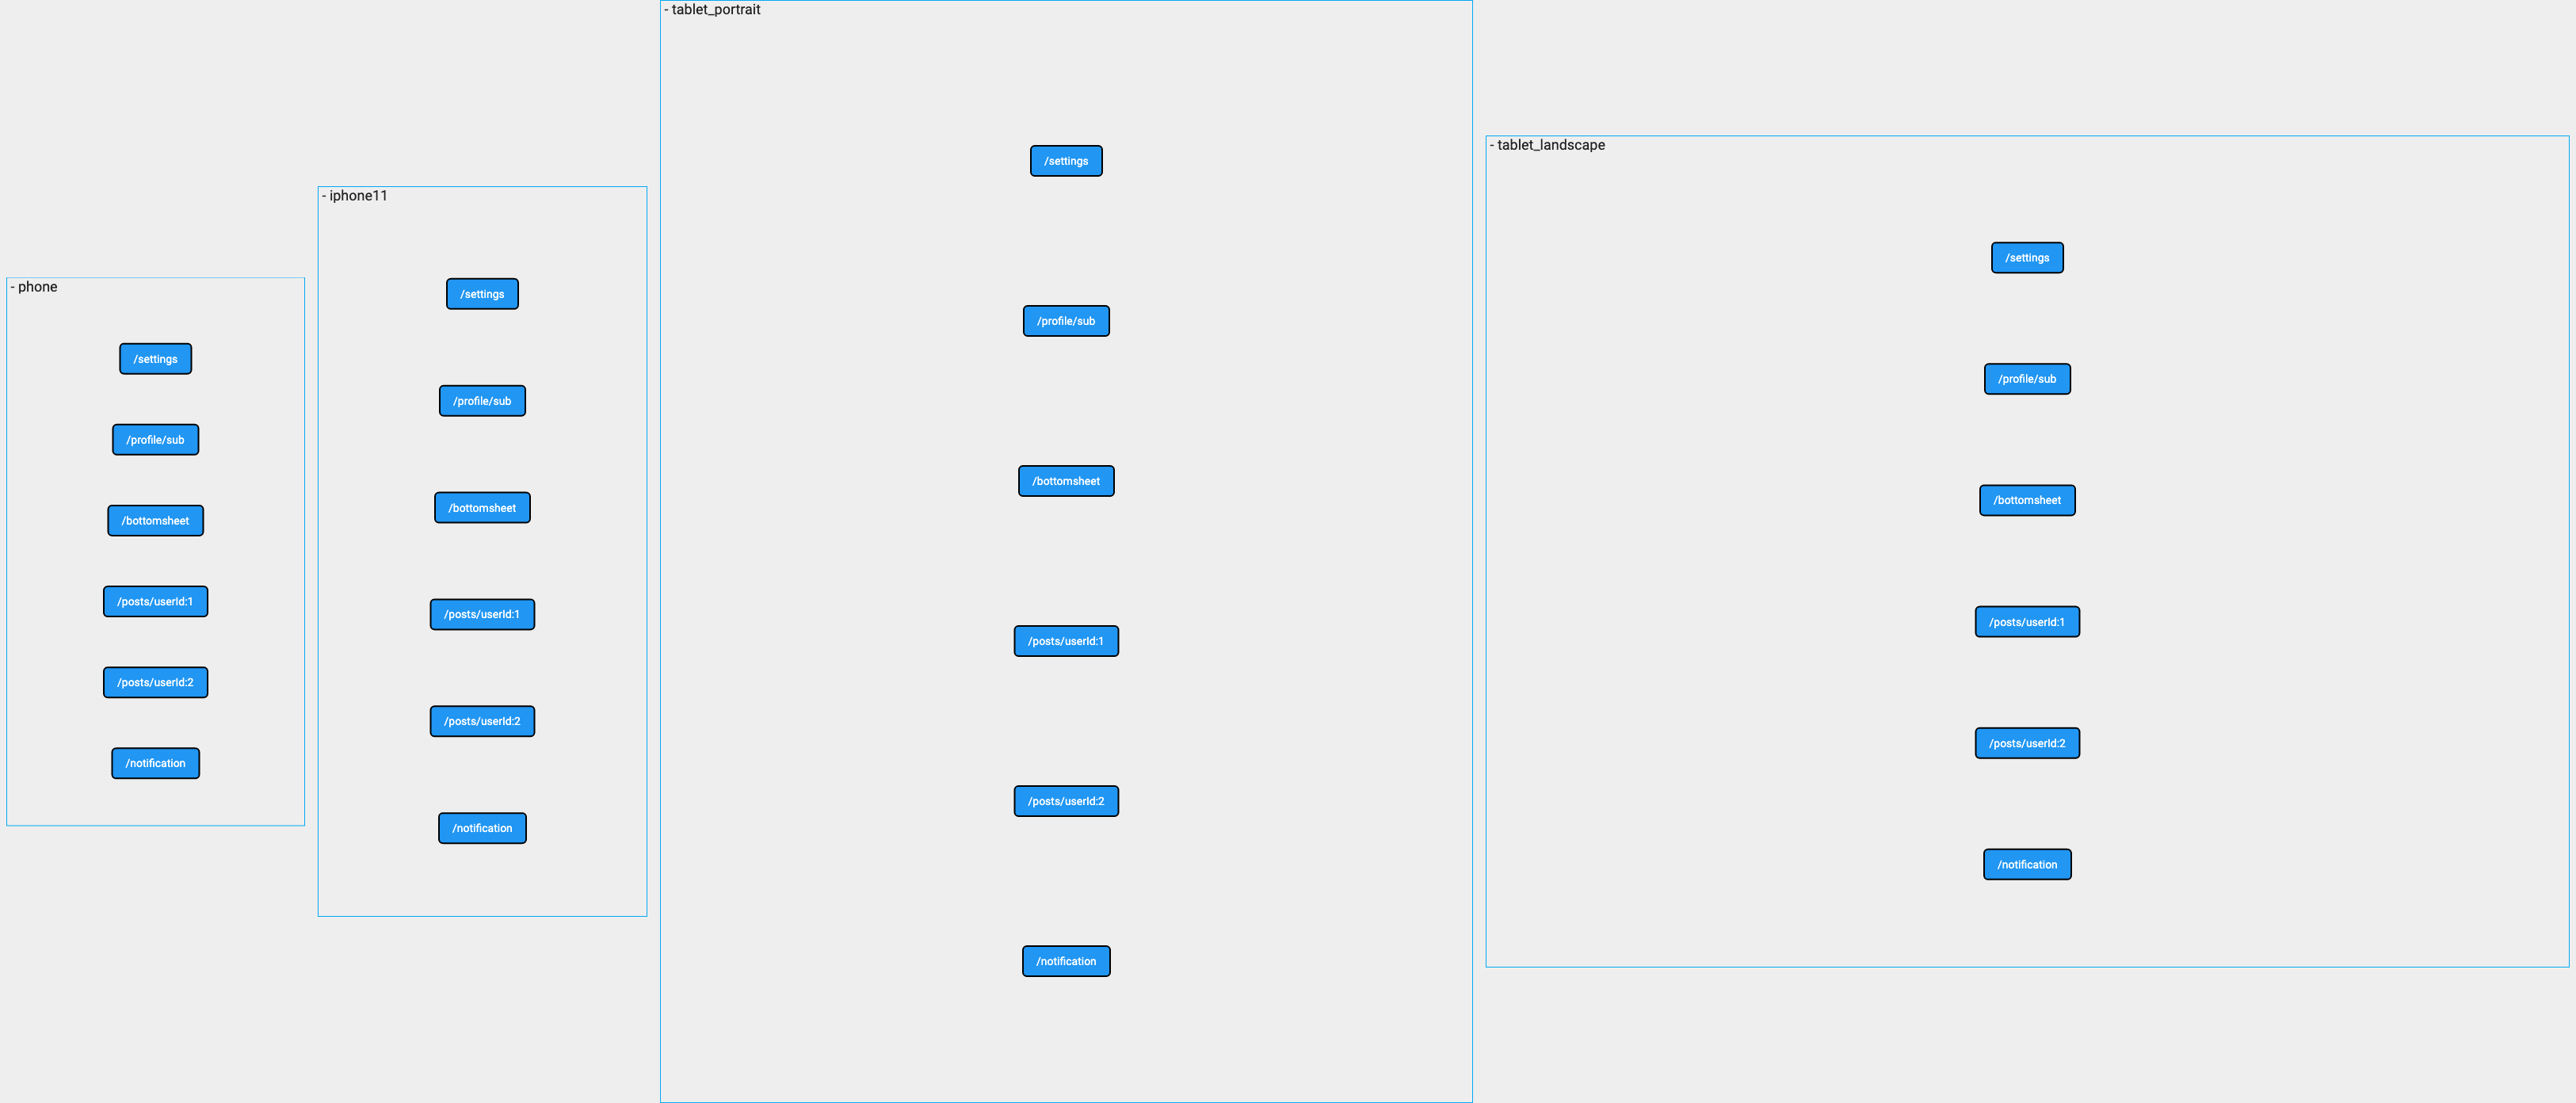 - phone
/settings
/profile/sub
/bottomsheet
/posts/userId:1
/posts/userId:2
/notification
- iphone11
/settings
/profile/sub
/bottomsheet
/posts/userId:1
/posts/userId:2
/notification
- tablet_portrait
/settings
/profile/sub
/bottomsheet
/posts/userId:1
/posts/userId:2
/notification
- tablet_landscape
/settings
/profile/sub
/bottomsheet
/posts/userId:1
/posts/userId:2
/notification